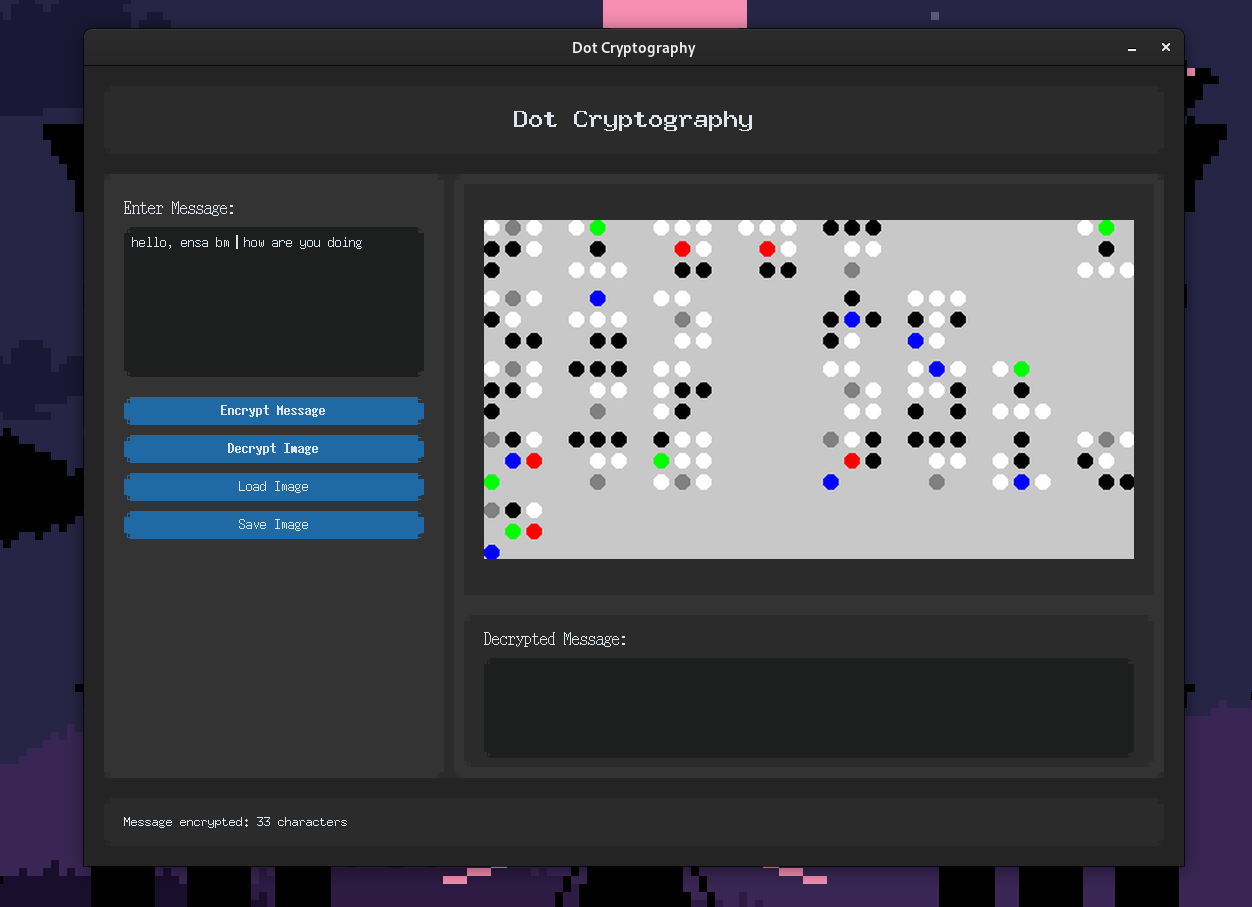 Dot Cryptography
Dot Cryptography
Enter Message:
hello, ensa bm how are you doing
Encrypt Message
Decrypt Image
Load Image
Save Image
Decrypted Message:
Message encrypted: 33 characters